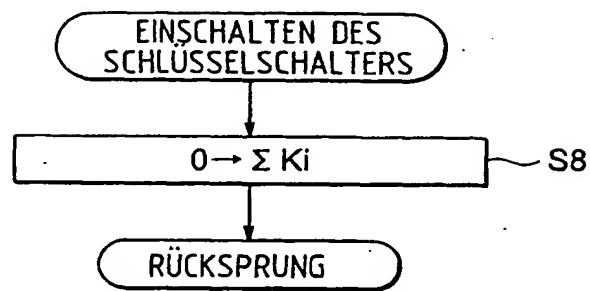 EINSCHALTEN DES
SCHLÜSSELSCHALTERS
0→ Σ Ki
S8
RÜCKSPRUNG